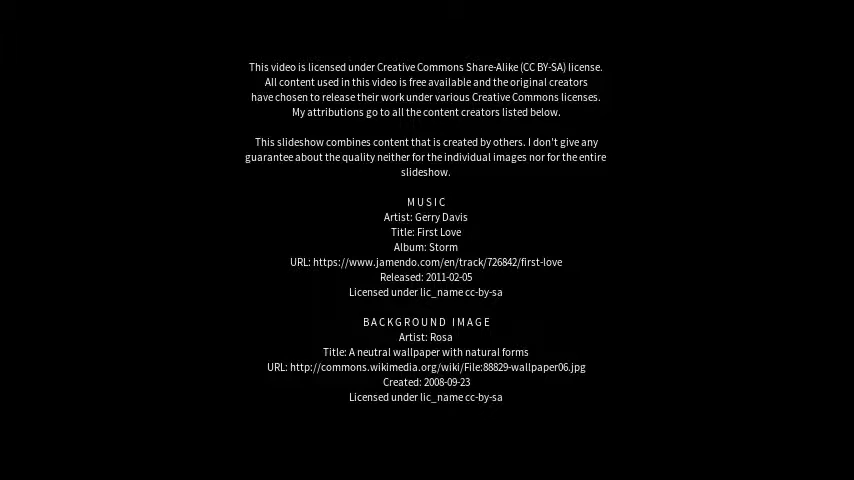 This video is licensed under Creative Commons Share-Alike (CC BY-SA) license.
All content used in this video is free available and the original creators
have chosen to release their work under various Creative Commons licenses.
My attributions go to all the content creators listed below.
This slideshow combines content that is created by others. I don't give any
guarantee about the quality neither for the individual images nor for the entire
slideshow.
MUSIC
Artist: Gerry Davis
Title: First Love
Album: Storm
URL: https://www.jamendo.com/en/track/726842/first-love
Released: 2011-02-05
Licensed under lic_name cc-by-sa
BACKGROUND IMAGE
Artist: Rosa
Title: A neutral wallpaper with natural forms
URL: http://commons.wikimedia.org/wiki/File:88829-wallpaper06.jpg
Created: 2008-09-23
Licensed under lic_name cc-by-sa